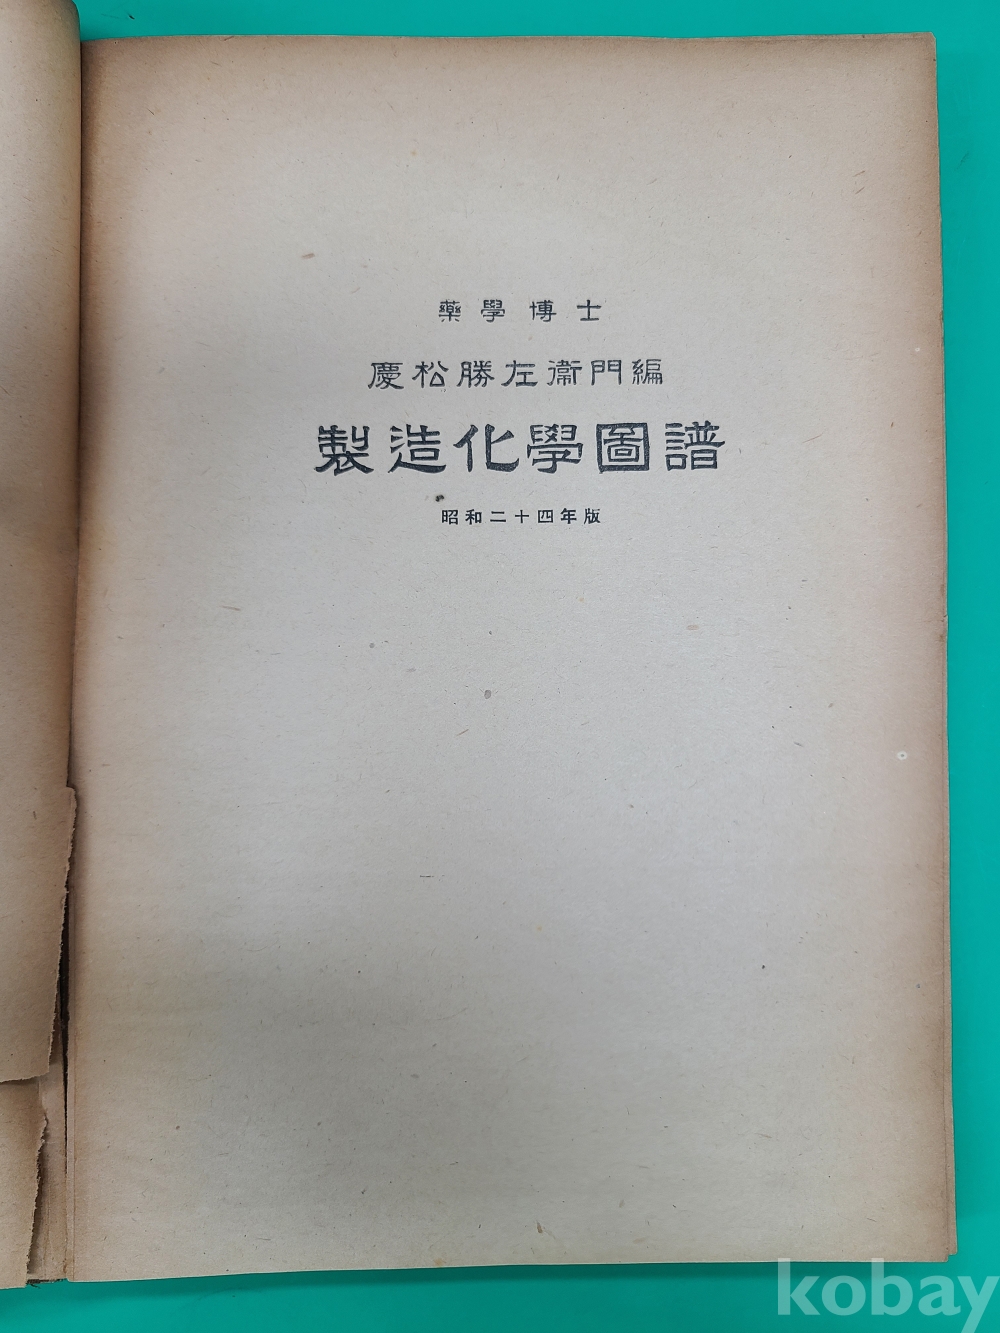 藥學博士
慶松勝左衞門編
製造化學圖譜
昭和二十四年版
kobay